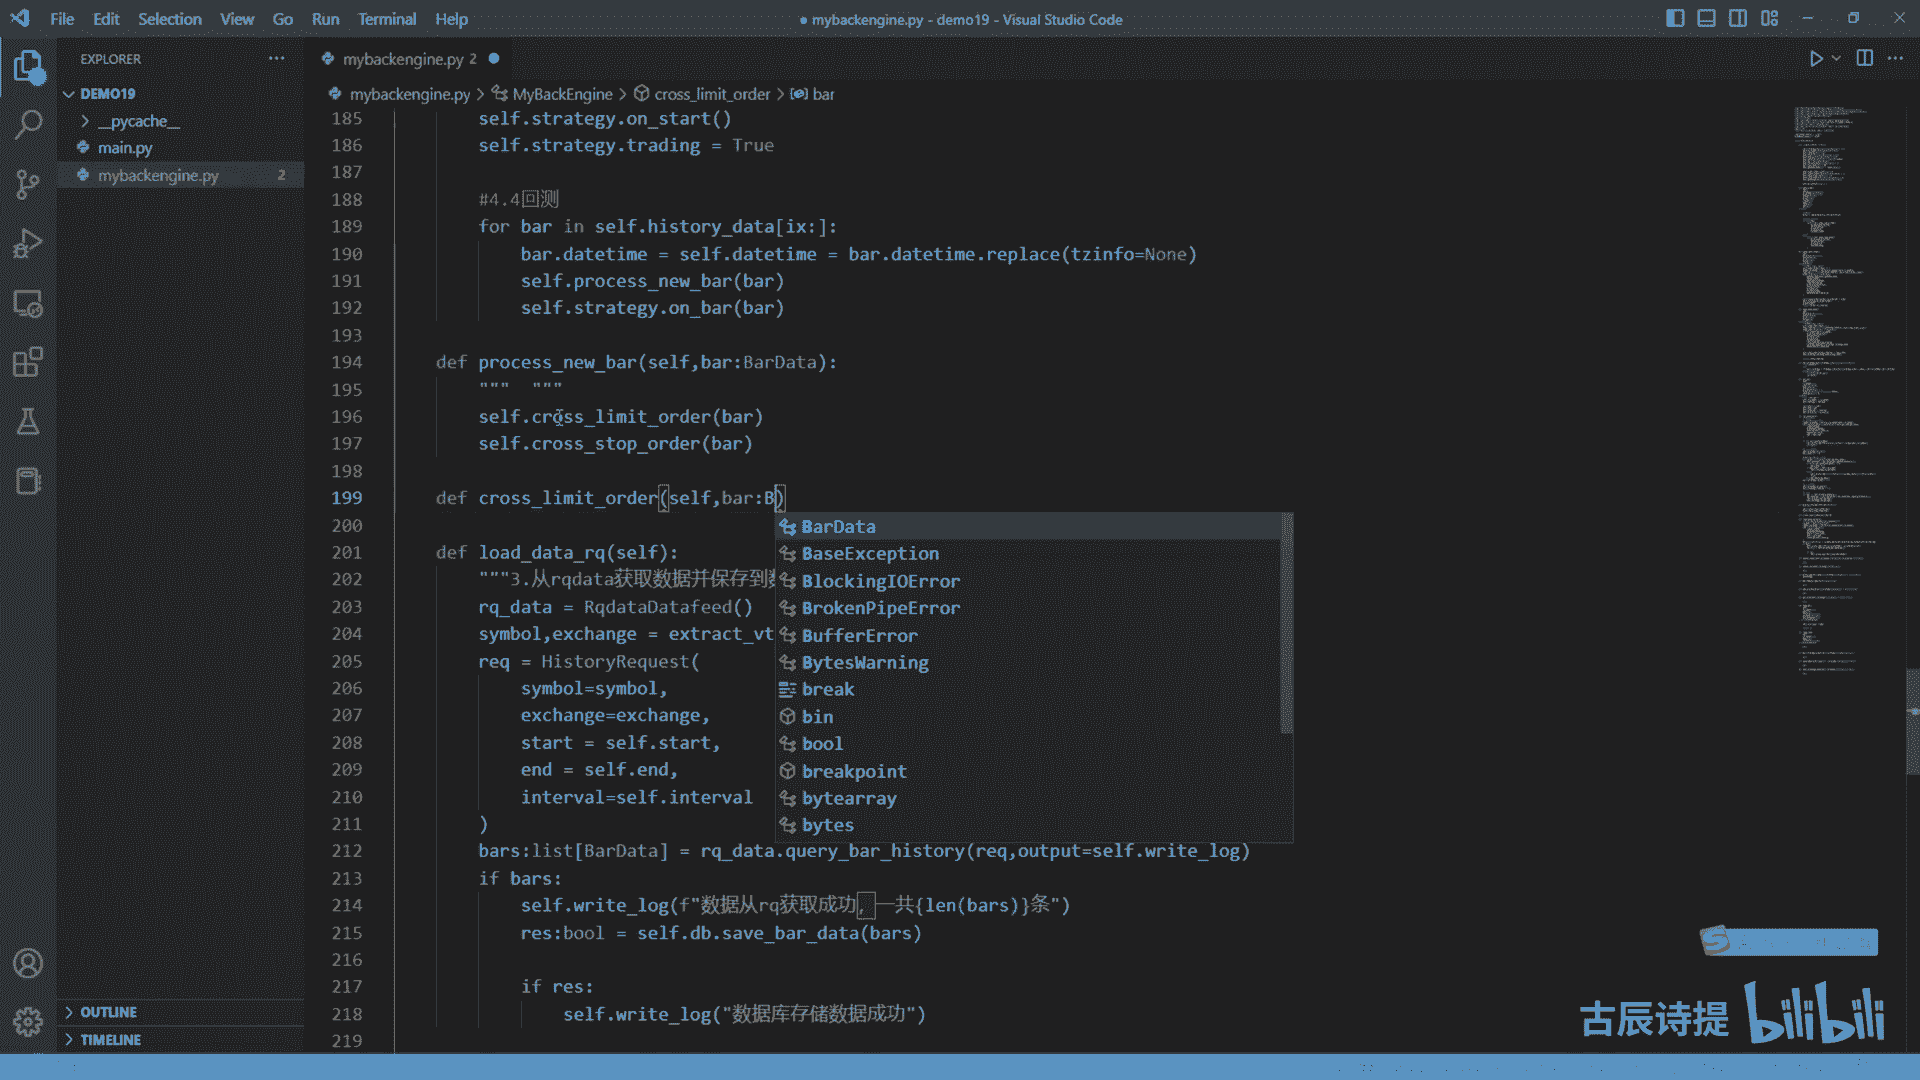 File Edit Selection View Go Run Terminal Help
● mybackengine.py - demo19 - Visual Studio Code
EXPLORER
mybackengine.py 2
DEMO19
mybackengine.py > MyBackEngine > cross_limit_order > bar
__pycache__
main.py
mybackengine.py 2
185 self.strategy.on_start()
186 self.strategy.trading = True
187
188 #4.4回测
189 for bar in self.history_data[ix:]:
190 bar.datetime = self.datetime = bar.datetime.replace(tzinfo=None)
191 self.process_new_bar(bar)
192 self.strategy.on_bar(bar)
193
194 def process_new_bar(self,bar:BarData):
195 """ """
196 self.cross_limit_order(bar)
197 self.cross_stop_order(bar)
198
199 def cross_limit_order(self,bar:B)
200
201 def load_data_rq(self):
202 """3.从rqdata获取数据并保存到
203 rq_data = RqdataDatafeed()
204 symbol,exchange = extract_vt
205 req = HistoryRequest(
206 symbol=symbol,
207 exchange=exchange,
208 start = self.start,
209 end = self.end,
210 interval=self.interval
211 )
212 bars:list[BarData] = rq_data.query_bar_history(req,output=self.write_log)
213 if bars:
214 self.write_log(f"数据从rq获取成功，一共{len(bars)}条")
215 res:bool = self.db.save_bar_data(bars)
216
217 if res:
218 self.write_log("数据库存储数据成功")
219
BarData
BaseException
BlockingIOError
BrokenPipeError
BufferError
BytesWarning
break
bin
bool
breakpoint
bytearray
bytes
OUTLINE
TIMELINE
古辰诗提 bilibili